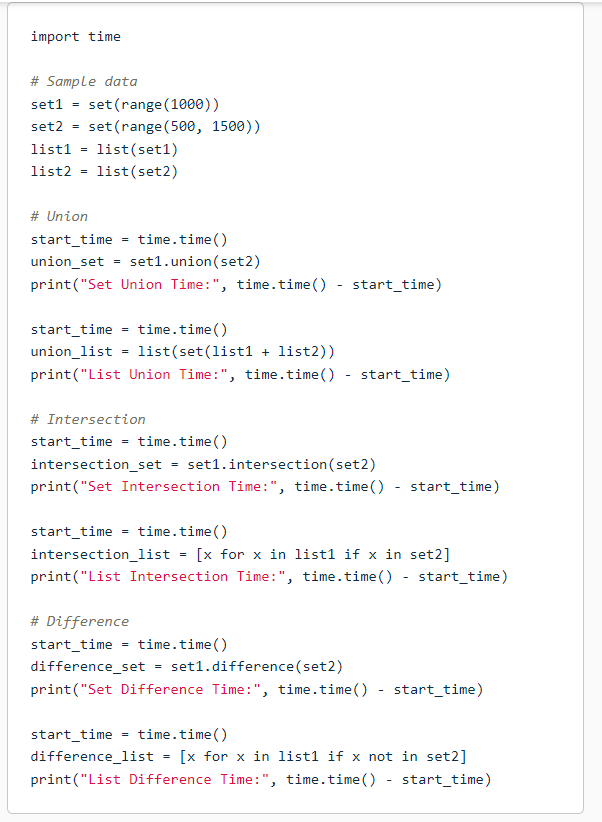 import time
# Sample data
set1 = set(range(1000))
set2 = set(range(500, 1500))
list1 = list(set1)
list2 = list(set2)
# Union
start_time = time.time()
union_set = set1.union(set2)
print("Set Union Time:", time.time() - start_time)
start_time = time.time()
union_list = list(set(list1 + list2))
print("List Union Time:", time.time() - start_time)
# Intersection
start_time = time.time()
intersection_set = set1.intersection(set2)
print("Set Intersection Time:", time.time() - start_time)
start_time = time.time()
intersection_list = [x for x in list1 if x in set2]
print("List Intersection Time:", time.time() - start_time)
# Difference
start_time = time.time()
difference_set = set1.difference(set2)
print("Set Difference Time:", time.time() - start_time)
start_time = time.time()
difference_list = [x for x in list1 if x not in set2]
print("List Difference Time:", time.time() - start_time)